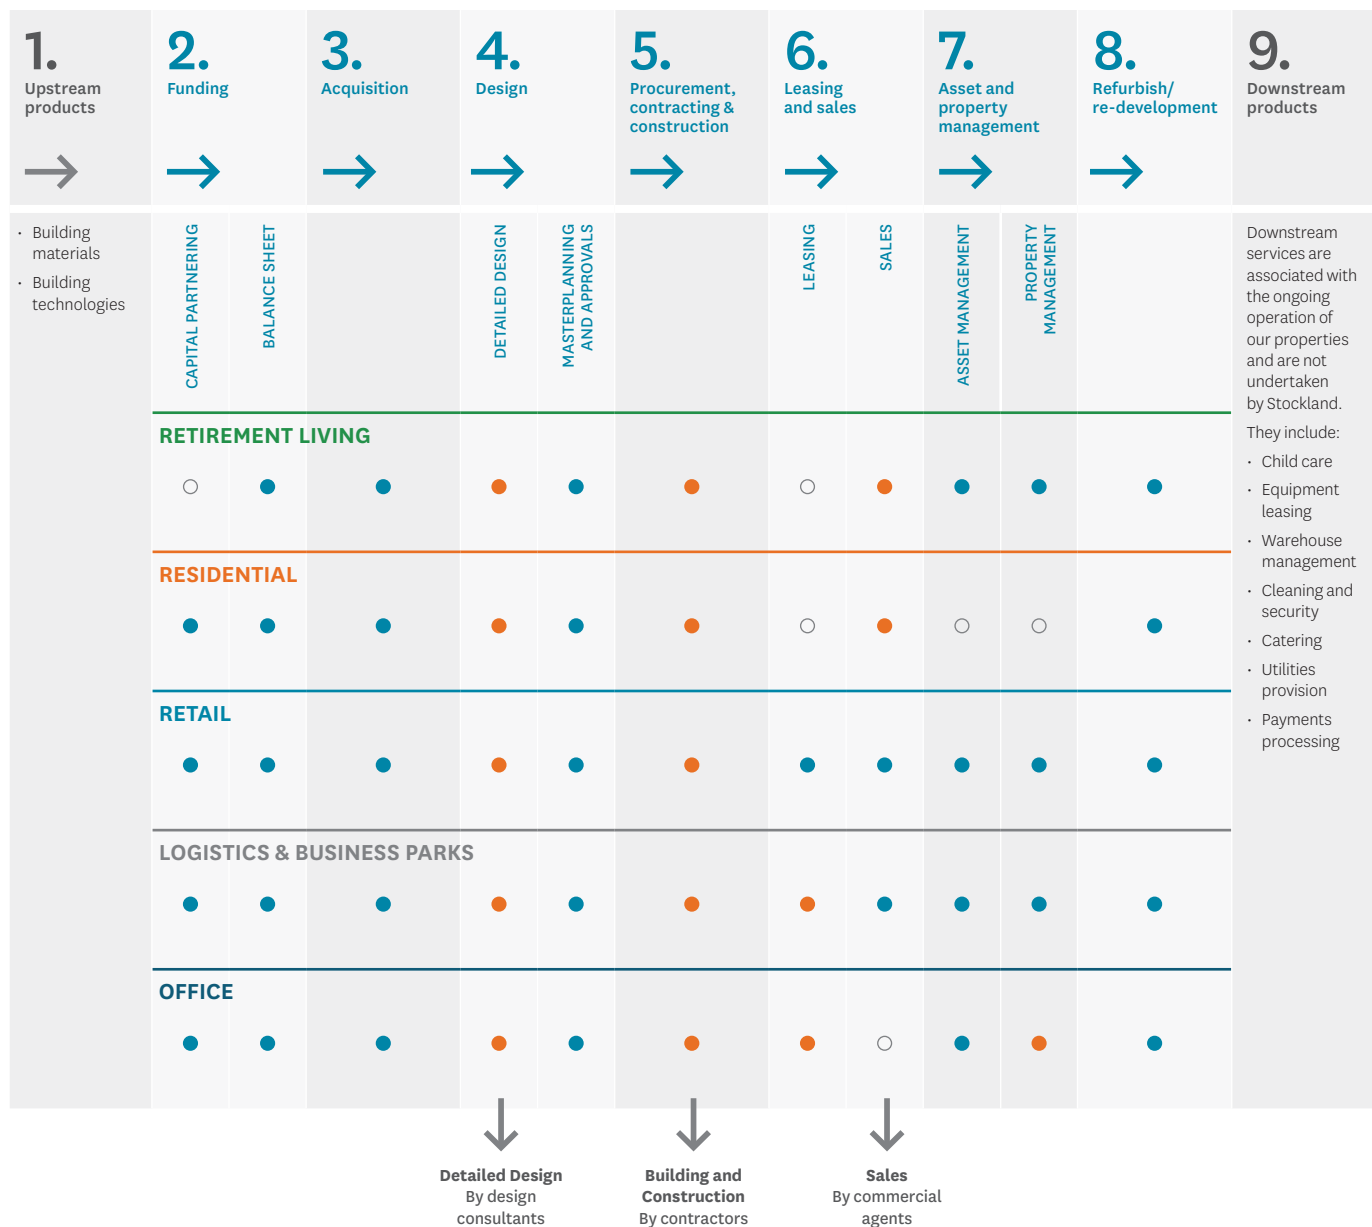 1.
Upstream
products
2.
Funding
3.
Acquisition
4.
Design
5.
Procurement,
contracting &
construction
6.
Leasing
and sales
7.
Asset and
property
management
8.
Refurbish/
re-development
9.
Downstream
products
• Building
materials
• Building
technologies
CAPITAL PARTNERING
BALANCE SHEET
DETAILED DESIGN
MASTERPLANNING
AND APPROVALS
LEASING
SALES
ASSET MANAGEMENT
PROPERTY
MANAGEMENT
Downstream
services are
associated with
the ongoing
operation of
our properties
and are not
undertaken
by Stockland.
They include:
• Child care
• Equipment
leasing
• Warehouse
management
• Cleaning and
security
• Catering
• Utilities
provision
• Payments
processing
RETIREMENT LIVING
RESIDENTIAL
RETAIL
LOGISTICS & BUSINESS PARKS
OFFICE
Detailed Design
By design
consultants
Building and
Construction
By contractors
Sales
By commercial
agents